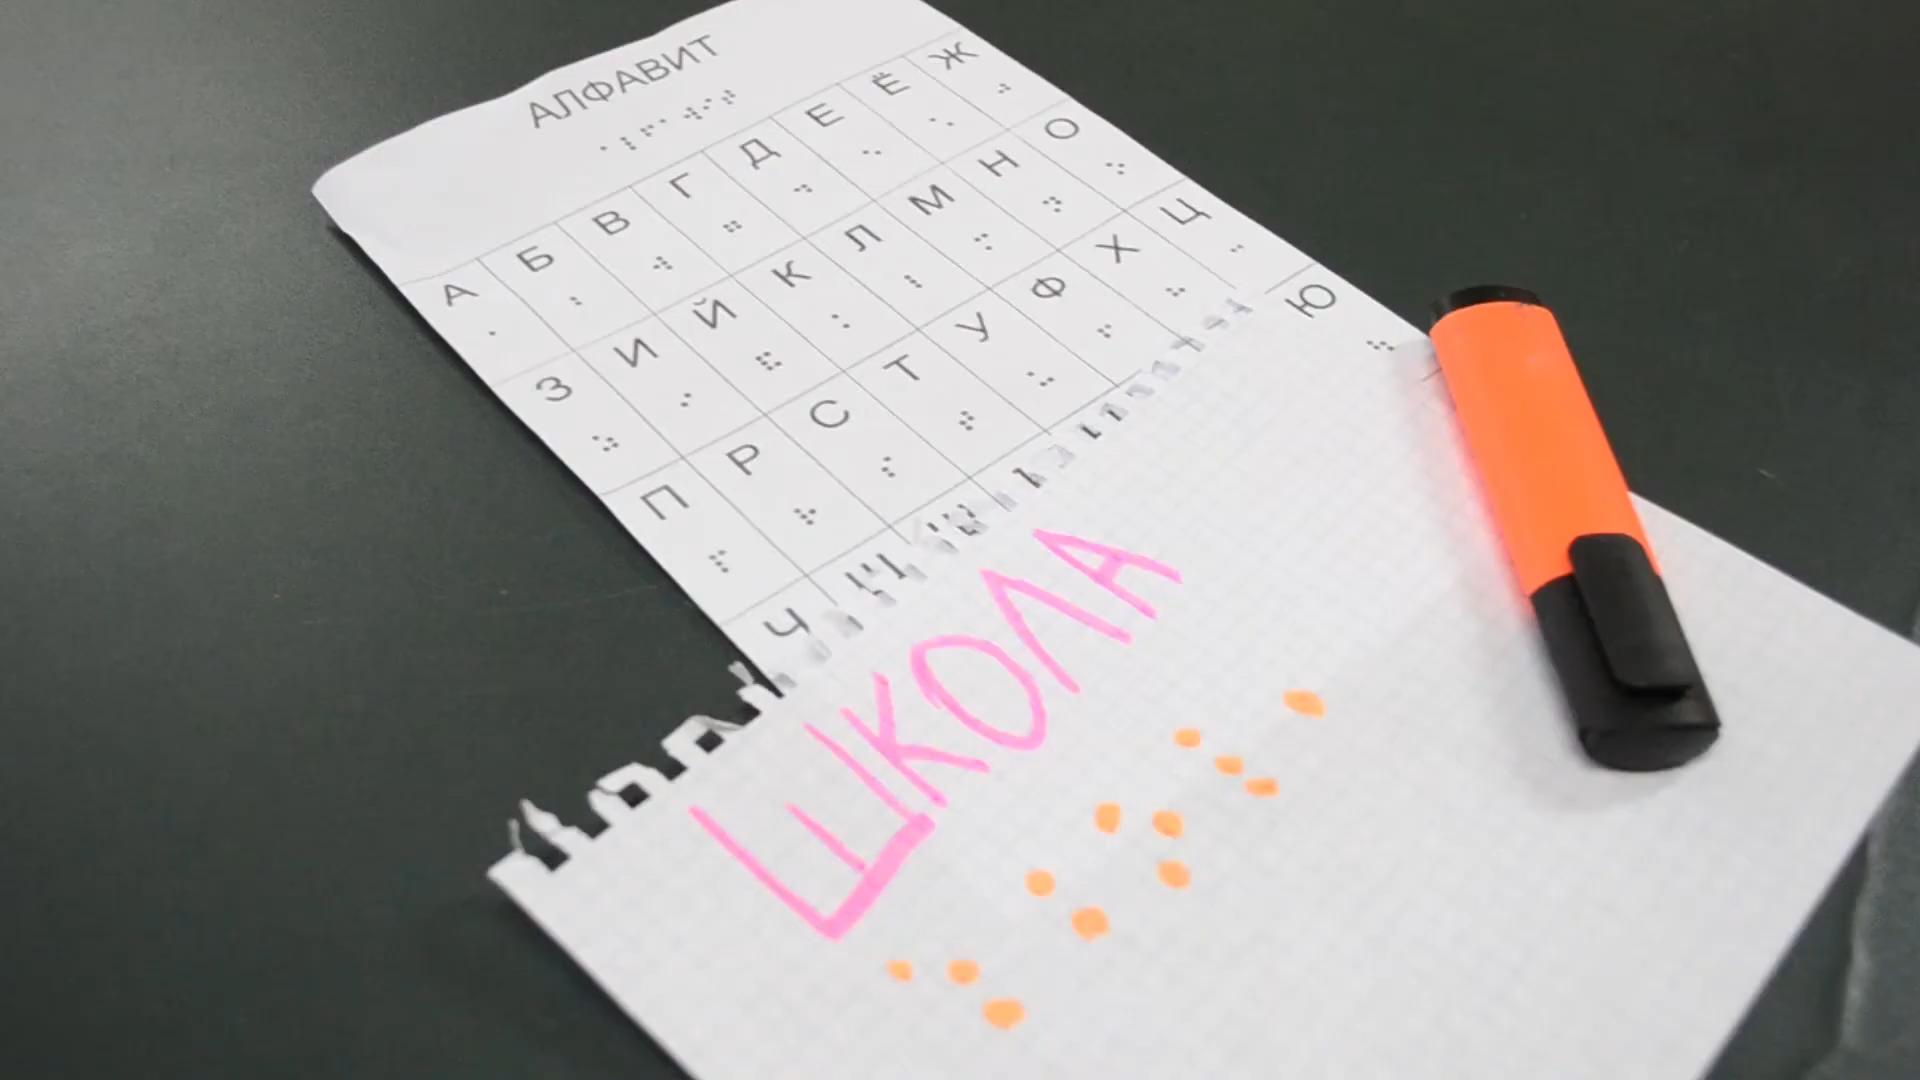 АЛФАВИТ
А Б В Г Д Е Ё Ж
З И Й К Л М Н О
П Р С Т У Ф Х Ц
Ч Ю
ШКОЛА